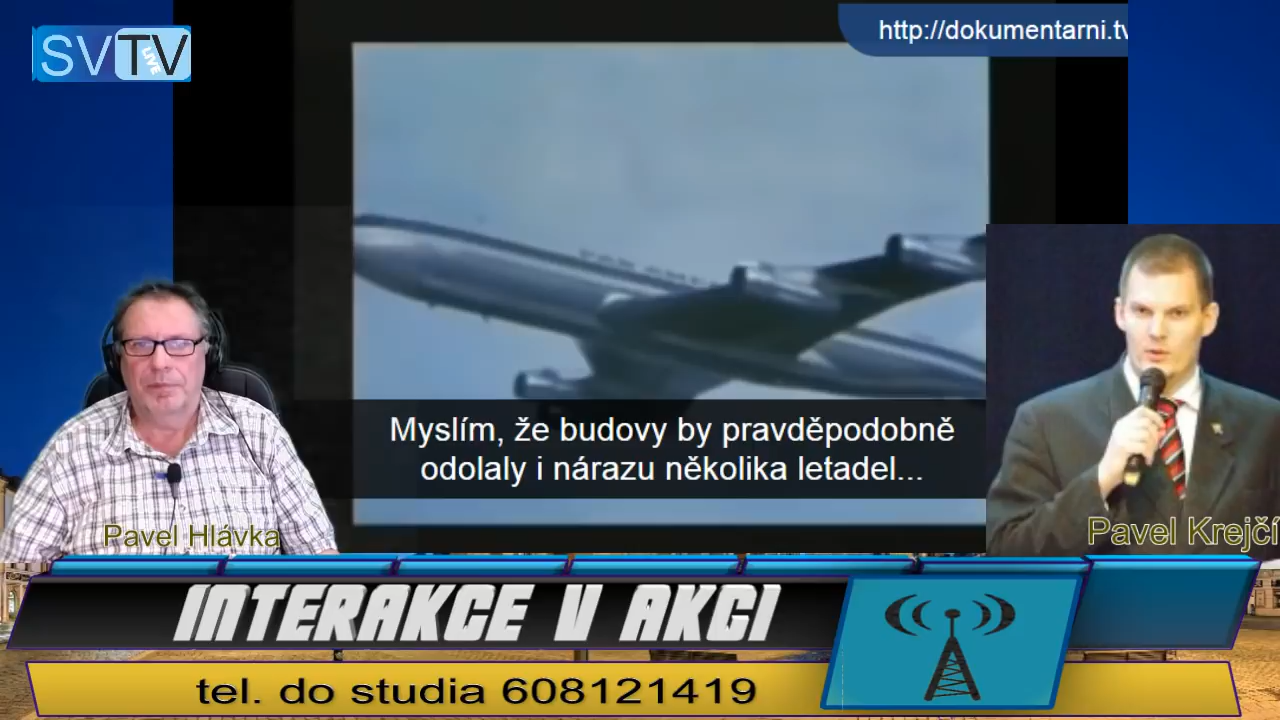 SVTV
LIVE
http://dokumentarni.tv
Myslím, že budovy by pravděpodobně
odolaly i nárazu několika letadel...
Pavel Hlávka
Pavel Krejčí
INTERAKCE V AKCI
tel. do studia 608121419